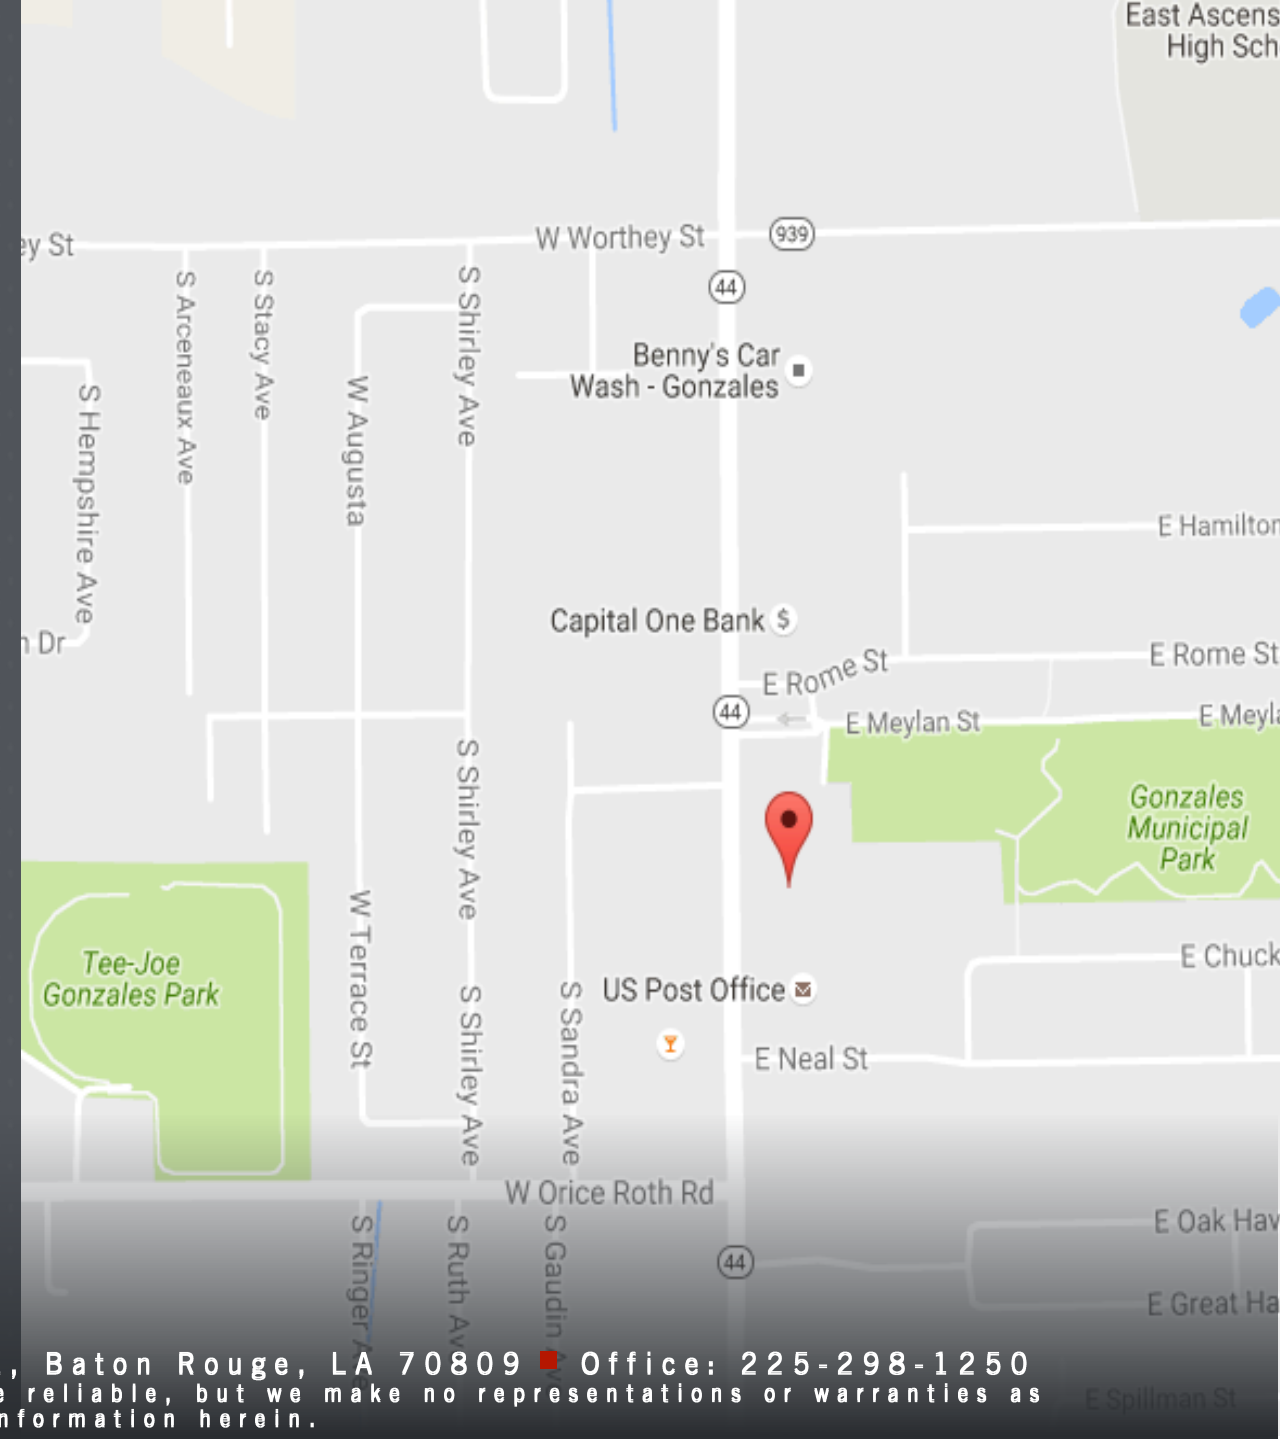 East Ascens
High Sch
ey St
W Worthey St
939
44
S Arceneaux Ave
S Stacy Ave
S Shirley Ave
Benny's Car
Wash - Gonzales
S Hempshire Ave
W Augusta
E Hamilton
Capital One Bank
$
n Dr
E Rome St
E Rome St
44
E Meylan St
E Meyla
S Shirley Ave
Gonzales
Municipal
Park
W Terrace St
Tee-Joe
Gonzales Park
E Chuck
US Post Office
S Shirley Ave
S Sandra Ave
E Neal St
W Orice Roth Rd
S Ringer Ave
S Ruth Av
S Gaudin Ave
44
E Oak Hav
E Great Ha
., Baton Rouge, LA 70809 ■ Office: 225-298-1250
e reliable, but we make no representations or warranties as
E Spillman St
nformation herein.